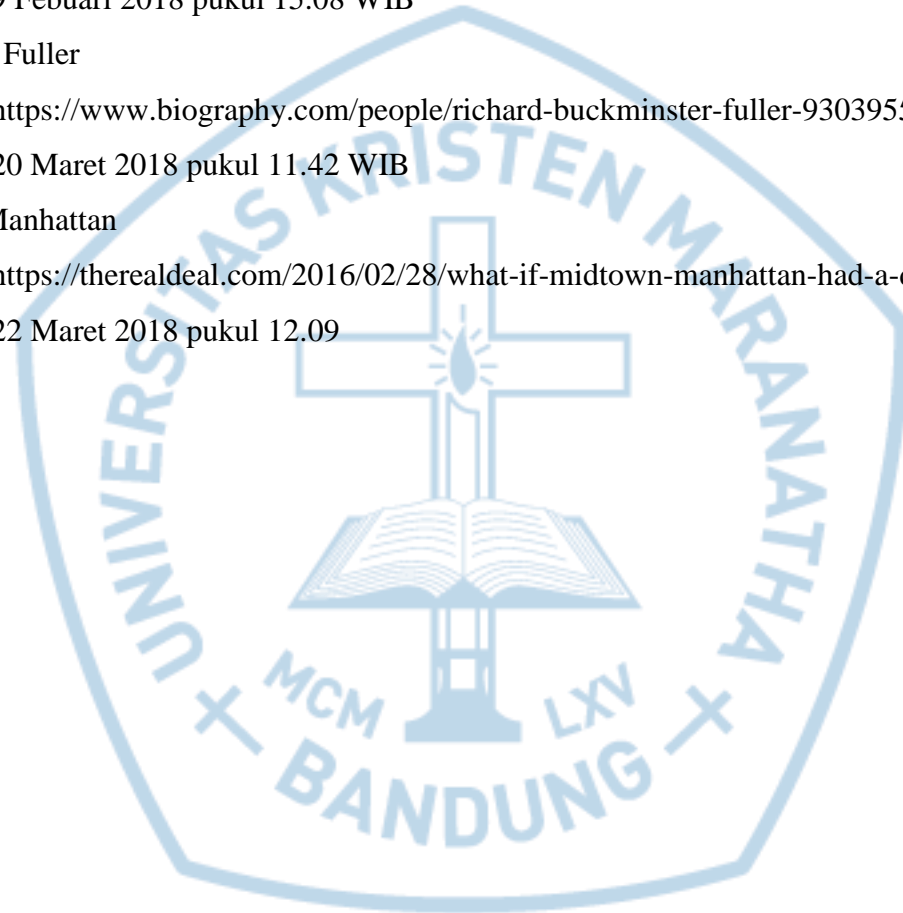 Febuari 2018 pukul 15.08 WIB
Fuller
https://www.biography.com/people/richard-buckminster-fuller-9303955
20 Maret 2018 pukul 11.42 WIB
Manhattan
https://therealdeal.com/2016/02/28/what-if-midtown-manhattan-had-a-
22 Maret 2018 pukul 12.09
UNIVERSITAS KRISTEN MARANATHA
MCM LXV
BANDUNG